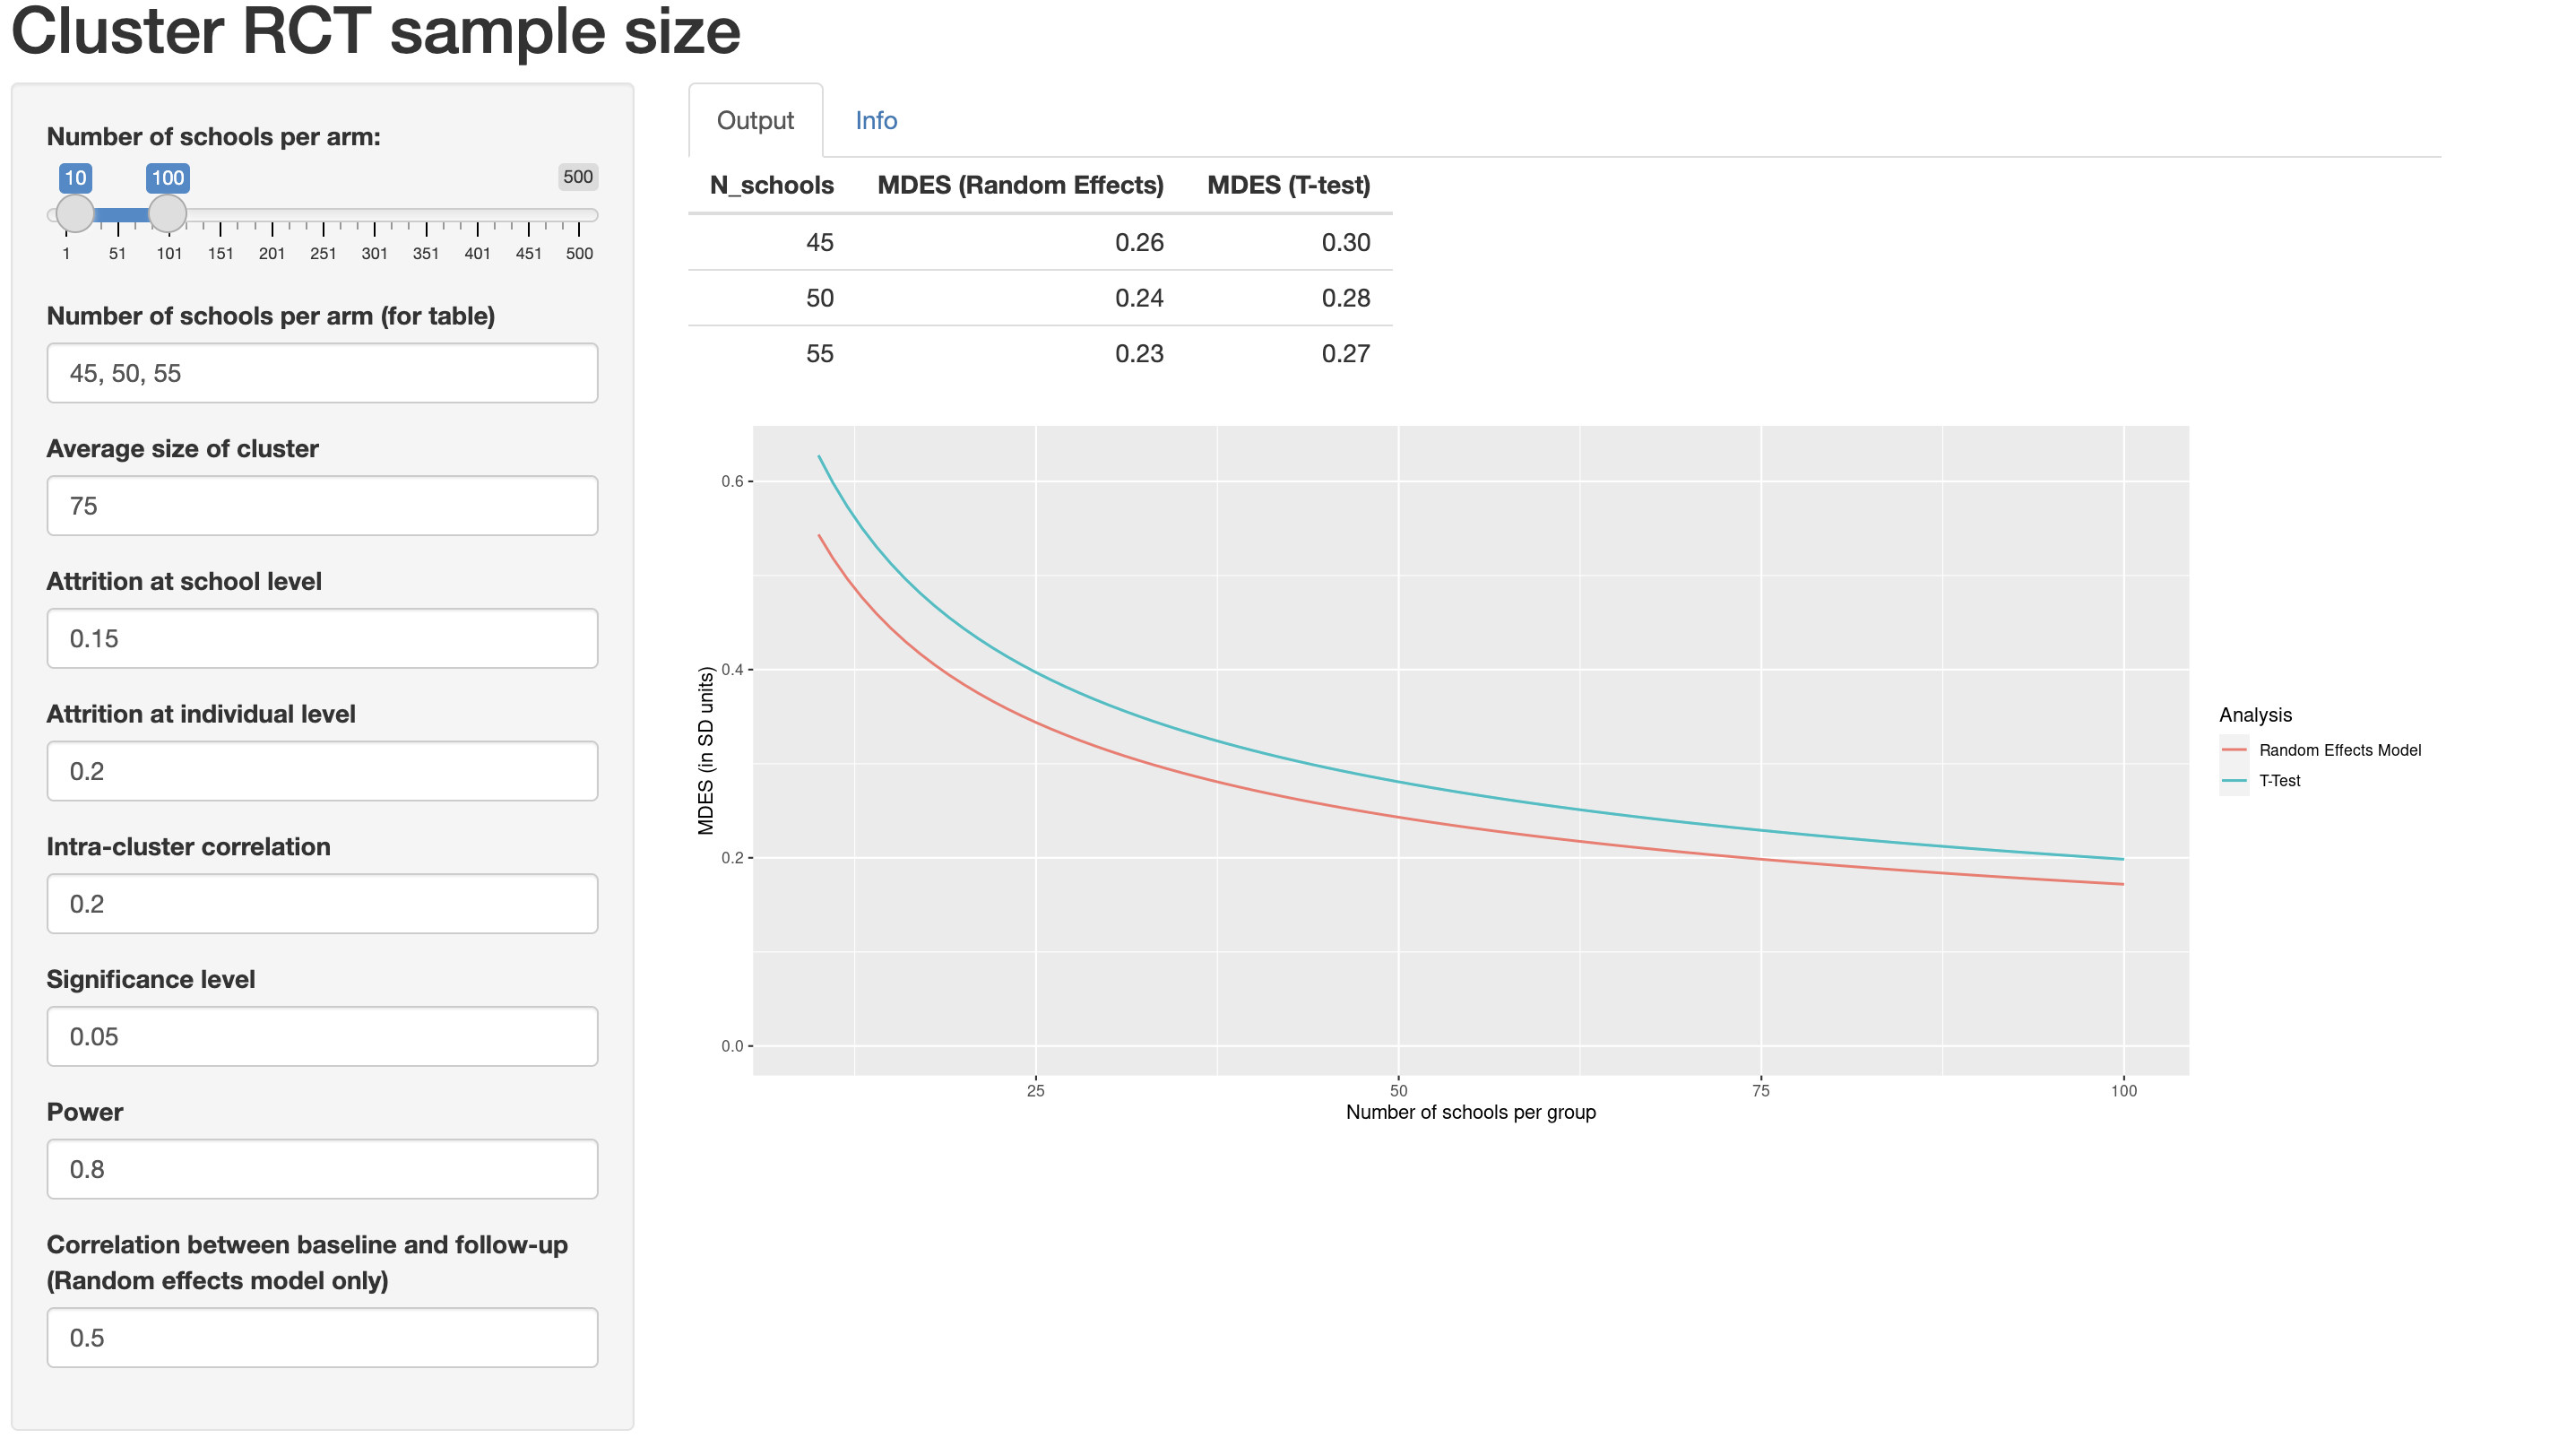 Cluster RCT sample size
Number of schools per arm:
10 100 500
1 51 101 151 201 251 301 351 401 451 500
Number of schools per arm (for table)
45, 50, 55
Average size of cluster
75
Attrition at school level
0.15
Attrition at individual level
0.2
Intra-cluster correlation
0.2
Significance level
0.05
Power
0.8
Correlation between baseline and follow-up
(Random effects model only)
0.5
Output Info
N_schools MDES (Random Effects) MDES (T-test)
45 0.26 0.30
50 0.24 0.28
55 0.23 0.27
MDES (in SD units)
0.6
0.4
0.2
0.0
25 50 75 100
Number of schools per group
Analysis
Random Effects Model
T-Test